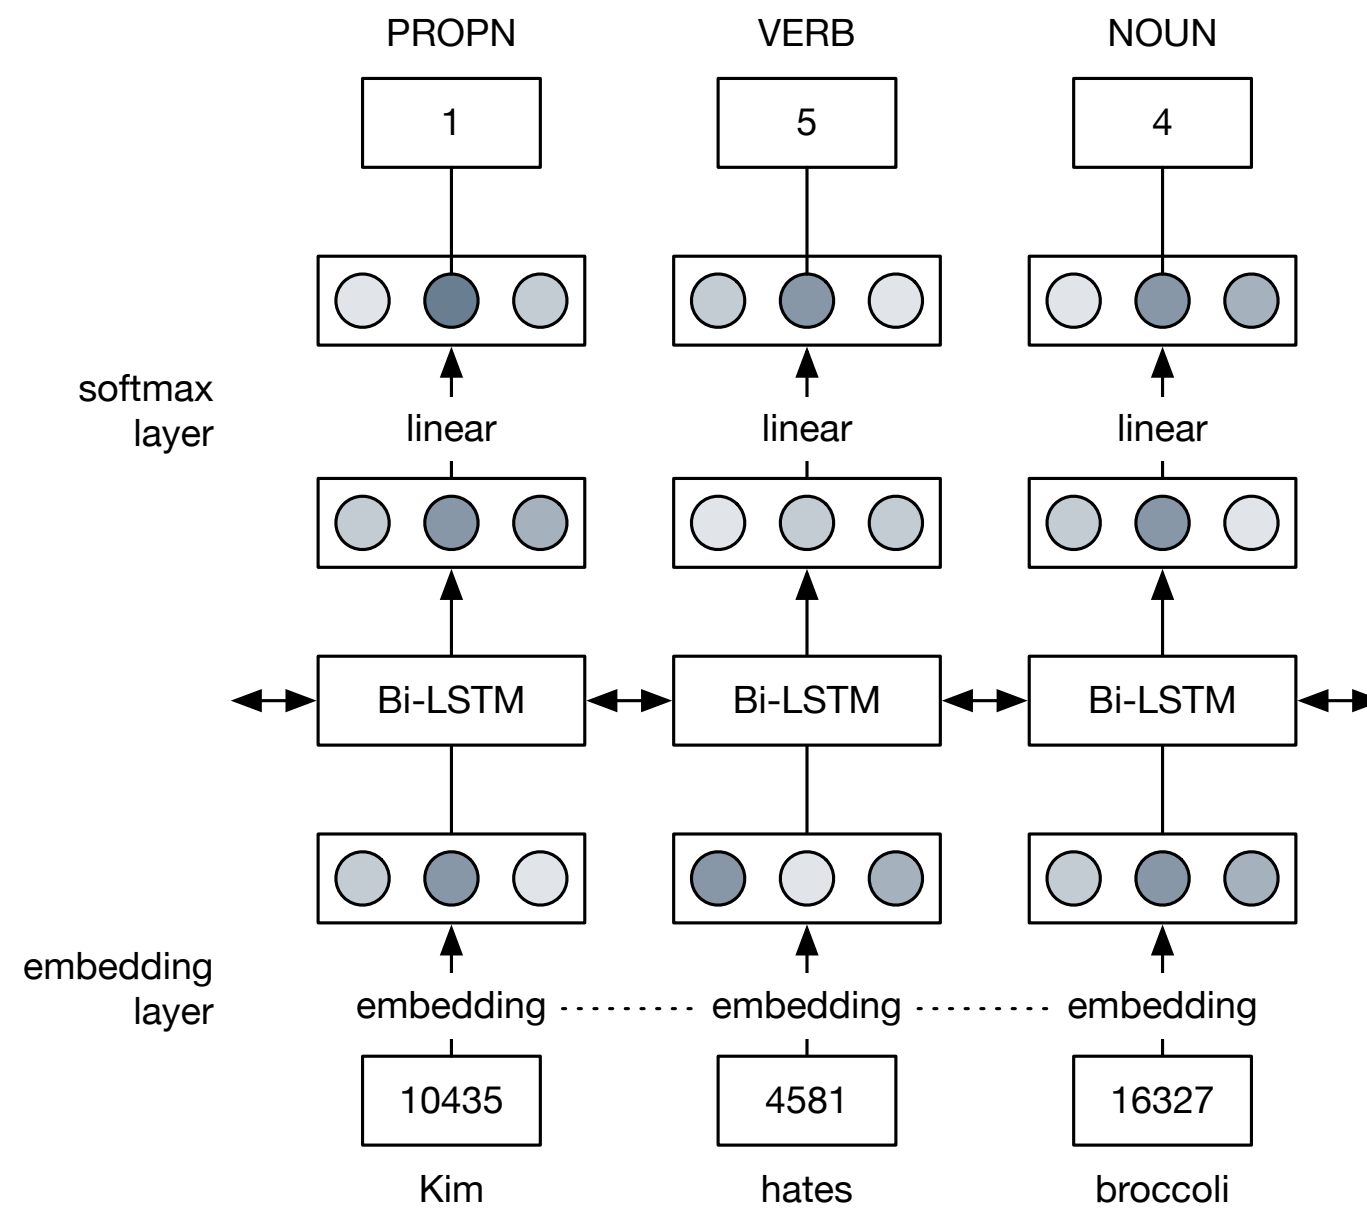 PROPN VERB NOUN
1 5 4
softmax
layer
linear linear linear
Bi-LSTM Bi-LSTM Bi-LSTM
embedding
layer
embedding embedding embedding
10435 4581 16327
Kim hates broccoli